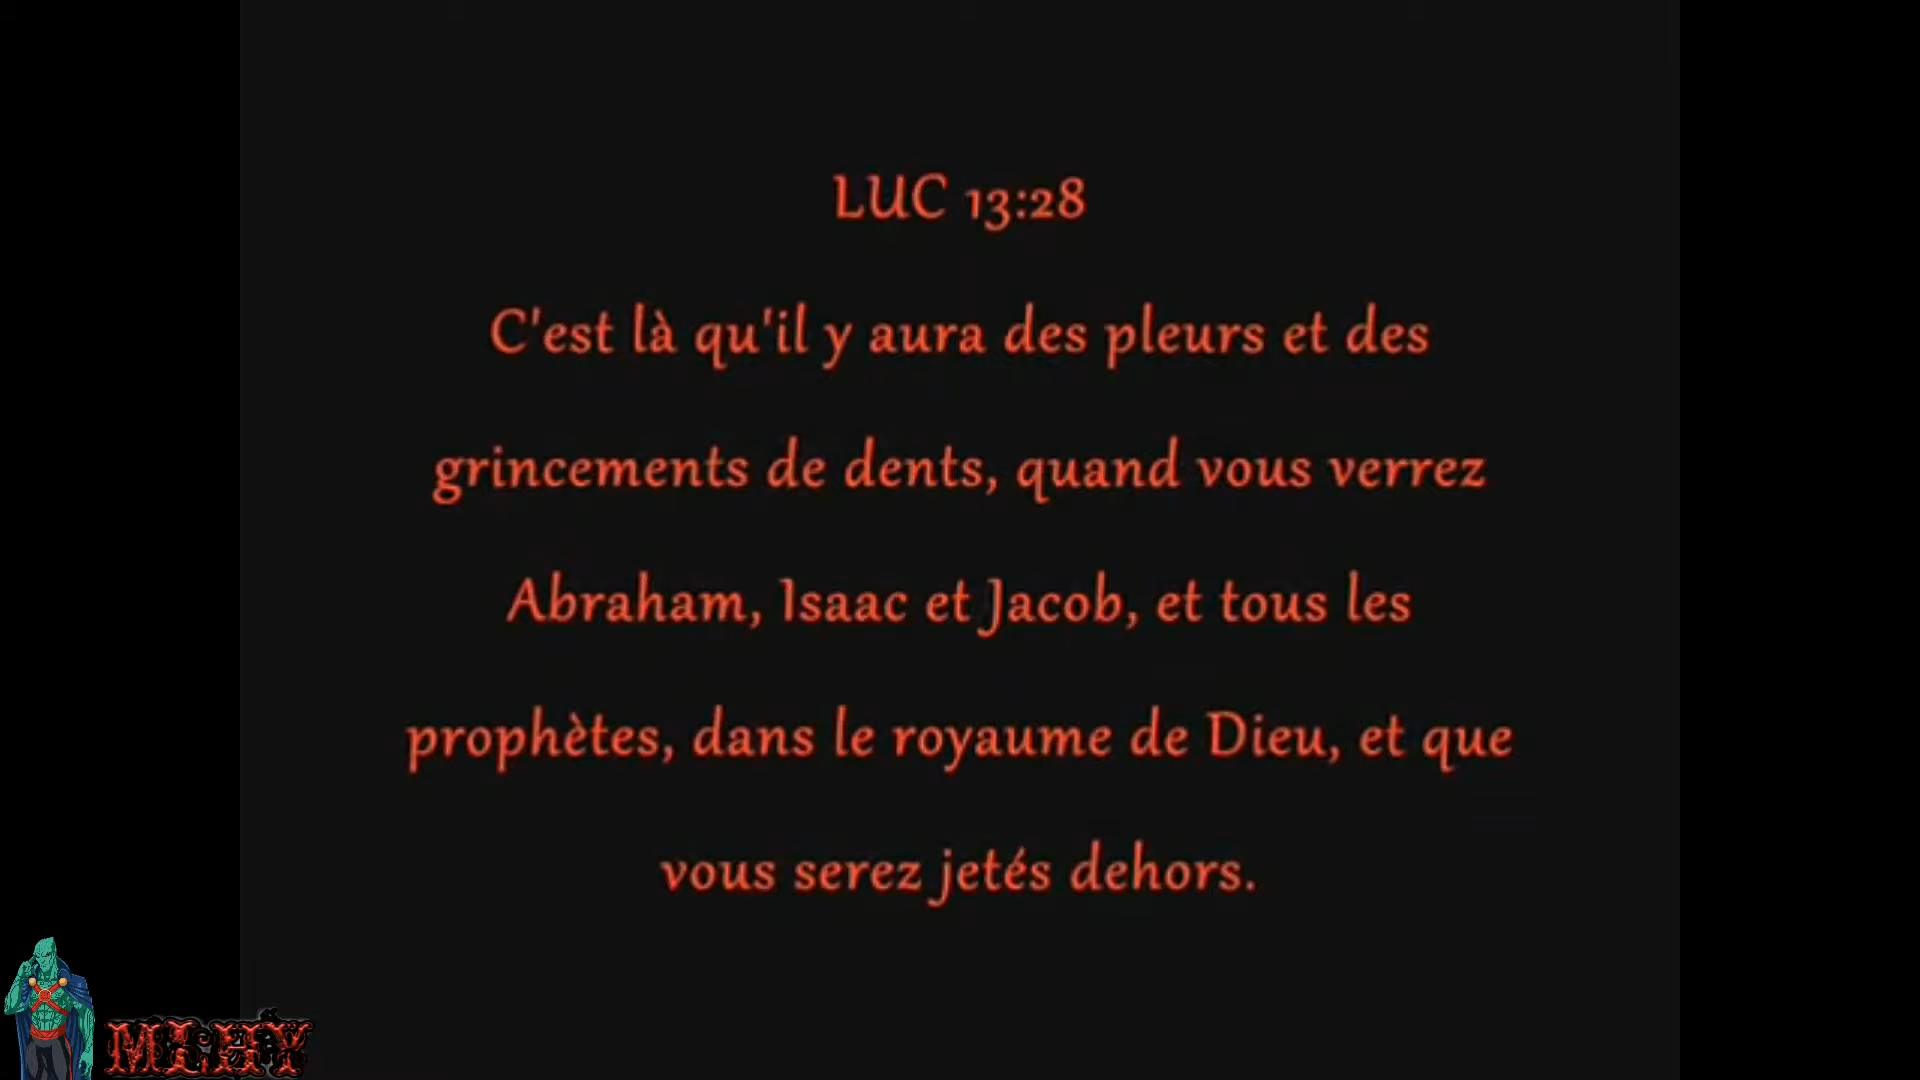 LUC 13:28
C'est là qu'il y aura des pleurs et des
grincements de dents, quand vous verrez
Abraham, Isaac et Jacob, et tous les
prophètes, dans le royaume de Dieu, et que
vous serez jetés dehors.